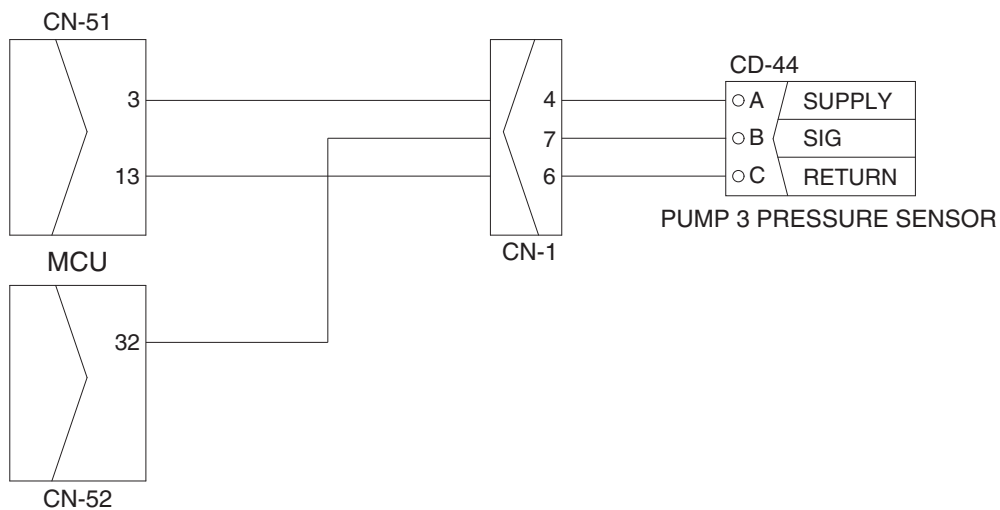 CN-51
CD-44
3
4
A SUPPLY
7
B SIG
13
6
C RETURN
PUMP 3 PRESSURE SENSOR
CN-1
MCU
32
CN-52